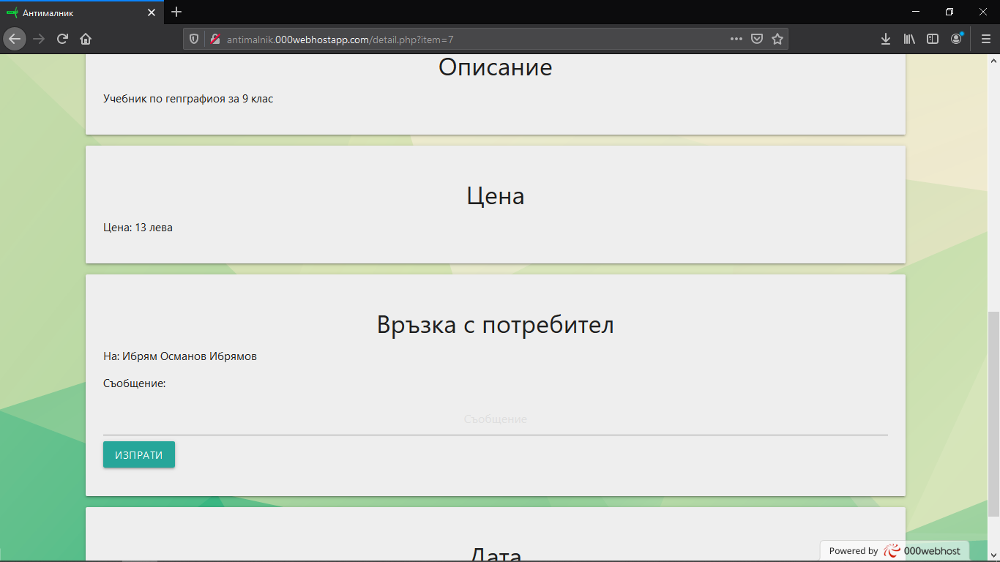 Антималник
antimalnik.000webhostapp.com/detail.php?item=7
Описание
Учебник по гепграфиоя за 9 клас
Цена
Цена: 13 лева
Връзка с потребител
На: Ибрям Османов Ибрямов
Съобщение:
Съобщение
ИЗПРАТИ
Дата
Powered by 000webhost